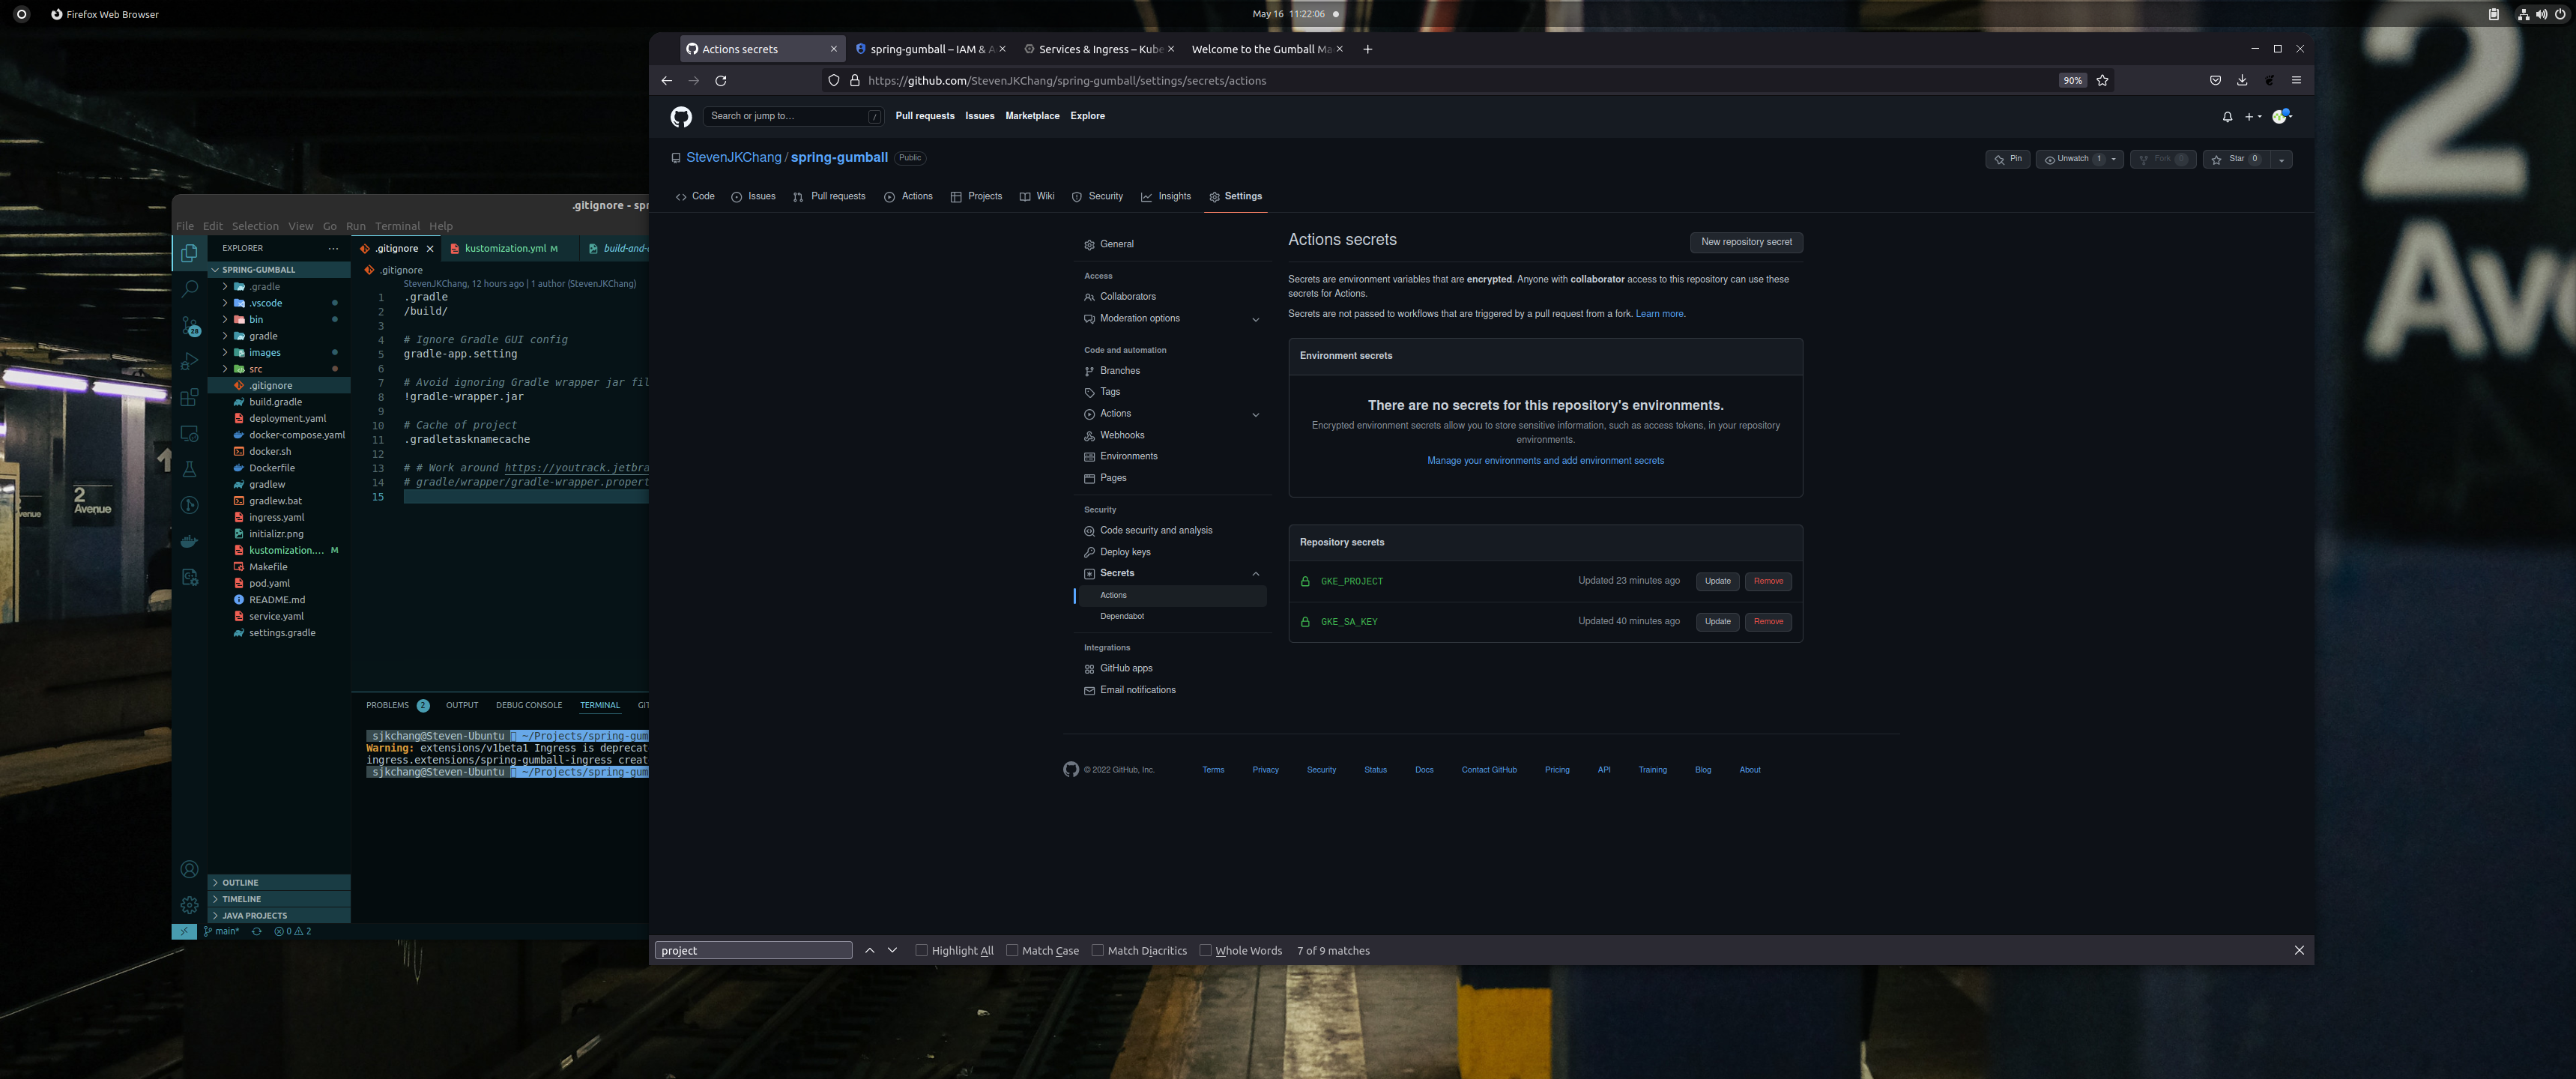 Firefox Web Browser
May 16 11:22:06
Actions secrets
spring-gumball – IAM & A
Services & Ingress – Kube
Welcome to the Gumball Ma
https://github.com/StevenJKChang/spring-gumball/settings/secrets/actions
90%
Search or jump to…
/
Pull requests
Issues
Marketplace
Explore
StevenJKChang / spring-gumball
Public
Pin
Unwatch 1
Fork 0
Star 0
Code
Issues
Pull requests
Actions
Projects
Wiki
Security
Insights
Settings
General
Access
Collaborators
Moderation options
Code and automation
Branches
Tags
Actions
Webhooks
Environments
Pages
Security
Code security and analysis
Deploy keys
Secrets
Actions
Dependabot
Integrations
GitHub apps
Email notifications
Actions secrets
New repository secret
Secrets are environment variables that are encrypted. Anyone with collaborator access to this repository can use these
secrets for Actions.
Secrets are not passed to workflows that are triggered by a pull request from a fork. Learn more.
Environment secrets
There are no secrets for this repository's environments.
Encrypted environment secrets allow you to store sensitive information, such as access tokens, in your repository
environments.
Manage your environments and add environment secrets
Repository secrets
GKE_PROJECT
Updated 23 minutes ago
Update
Remove
GKE_SA_KEY
Updated 40 minutes ago
Update
Remove
© 2022 GitHub, Inc.
Terms
Privacy
Security
Status
Docs
Contact GitHub
Pricing
API
Training
Blog
About
project
Highlight All
Match Case
Match Diacritics
Whole Words
7 of 9 matches
.gitignore - spr
File
Edit
Selection
View
Go
Run
Terminal
Help
EXPLORER
SPRING-GUMBALL
.gradle
.vscode
bin
gradle
images
src
.gitignore
build.gradle
deployment.yaml
docker-compose.yaml
docker.sh
Dockerfile
gradlew
gradlew.bat
ingress.yaml
initializr.png
kustomization.... M
Makefile
pod.yaml
README.md
service.yaml
settings.gradle
OUTLINE
TIMELINE
JAVA PROJECTS
28
.gitignore
kustomization.yml M
build-and-
.gitignore
StevenJKChang, 12 hours ago | 1 author (StevenJKChang)
1 .gradle
2 /build/
3
4 # Ignore Gradle GUI config
5 gradle-app.setting
6
7 # Avoid ignoring Gradle wrapper jar fil
8 !gradle-wrapper.jar
9
10 # Cache of project
11 .gradletasknamecache
12
13 # # Work around https://youtrack.jetbra
14 # gradle/wrapper/gradle-wrapper.propert
15
PROBLEMS 2
OUTPUT
DEBUG CONSOLE
TERMINAL
GIT
sjkchang@Steven-Ubuntu ~/Projects/spring-gum
Warning: extensions/v1beta1 Ingress is deprecat
ingress.extensions/spring-gumball-ingress creat
sjkchang@Steven-Ubuntu ~/Projects/spring-gum
main*
0
2
2
Avenue
2
Ave